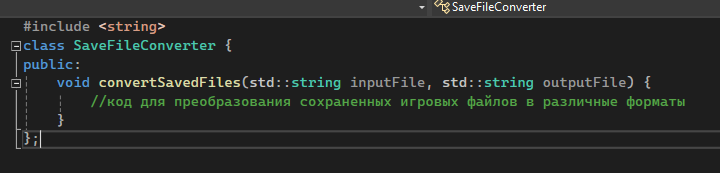 SaveFileConverter
#include <string>
class SaveFileConverter {
public:
    void convertSavedFiles(std::string inputFile, std::string outputFile) {
        //код для преобразования сохраненных игровых файлов в различные форматы
    }
};